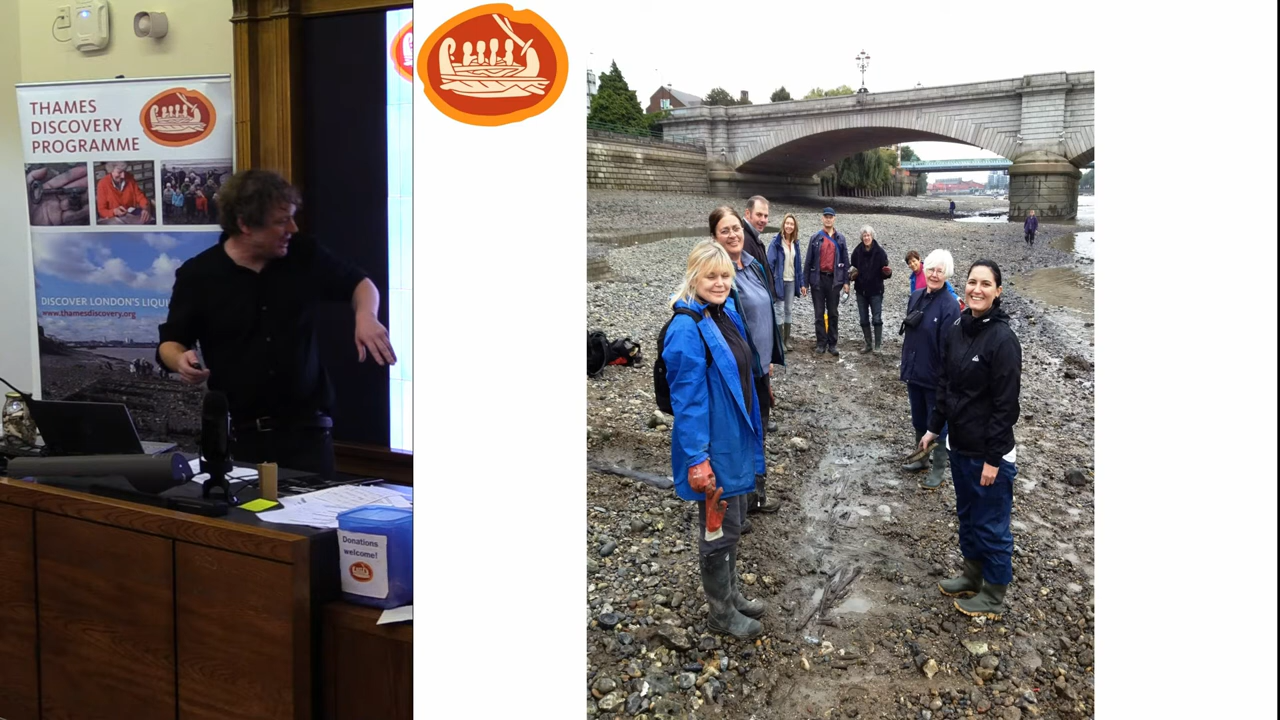 THAMES
DISCOVERY
PROGRAMME
DISCOVER LONDON'S LIQUI
www.thamesdiscovery.org
Donations
welcome!